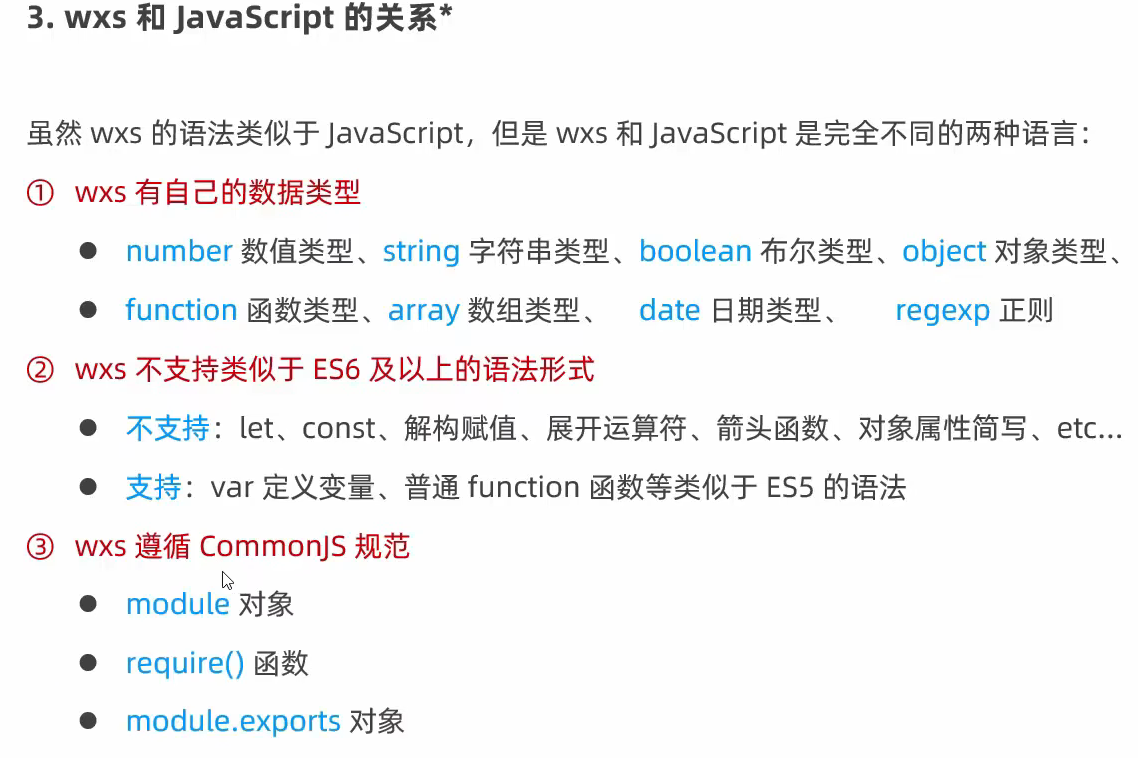 3. wxs 和 JavaScript 的关系*
虽然 wxs 的语法类似于 JavaScript，但是 wxs 和 JavaScript 是完全不同的两种语言：
① wxs 有自己的数据类型
● number 数值类型、string 字符串类型、boolean 布尔类型、object 对象类型、
● function 函数类型、array 数组类型、 date 日期类型、 regexp 正则
② wxs 不支持类似于 ES6 及以上的语法形式
● 不支持：let、const、解构赋值、展开运算符、箭头函数、对象属性简写、etc...
● 支持：var 定义变量、普通 function 函数等类似于 ES5 的语法
③ wxs 遵循 CommonJS 规范
● module 对象
● require() 函数
● module.exports 对象